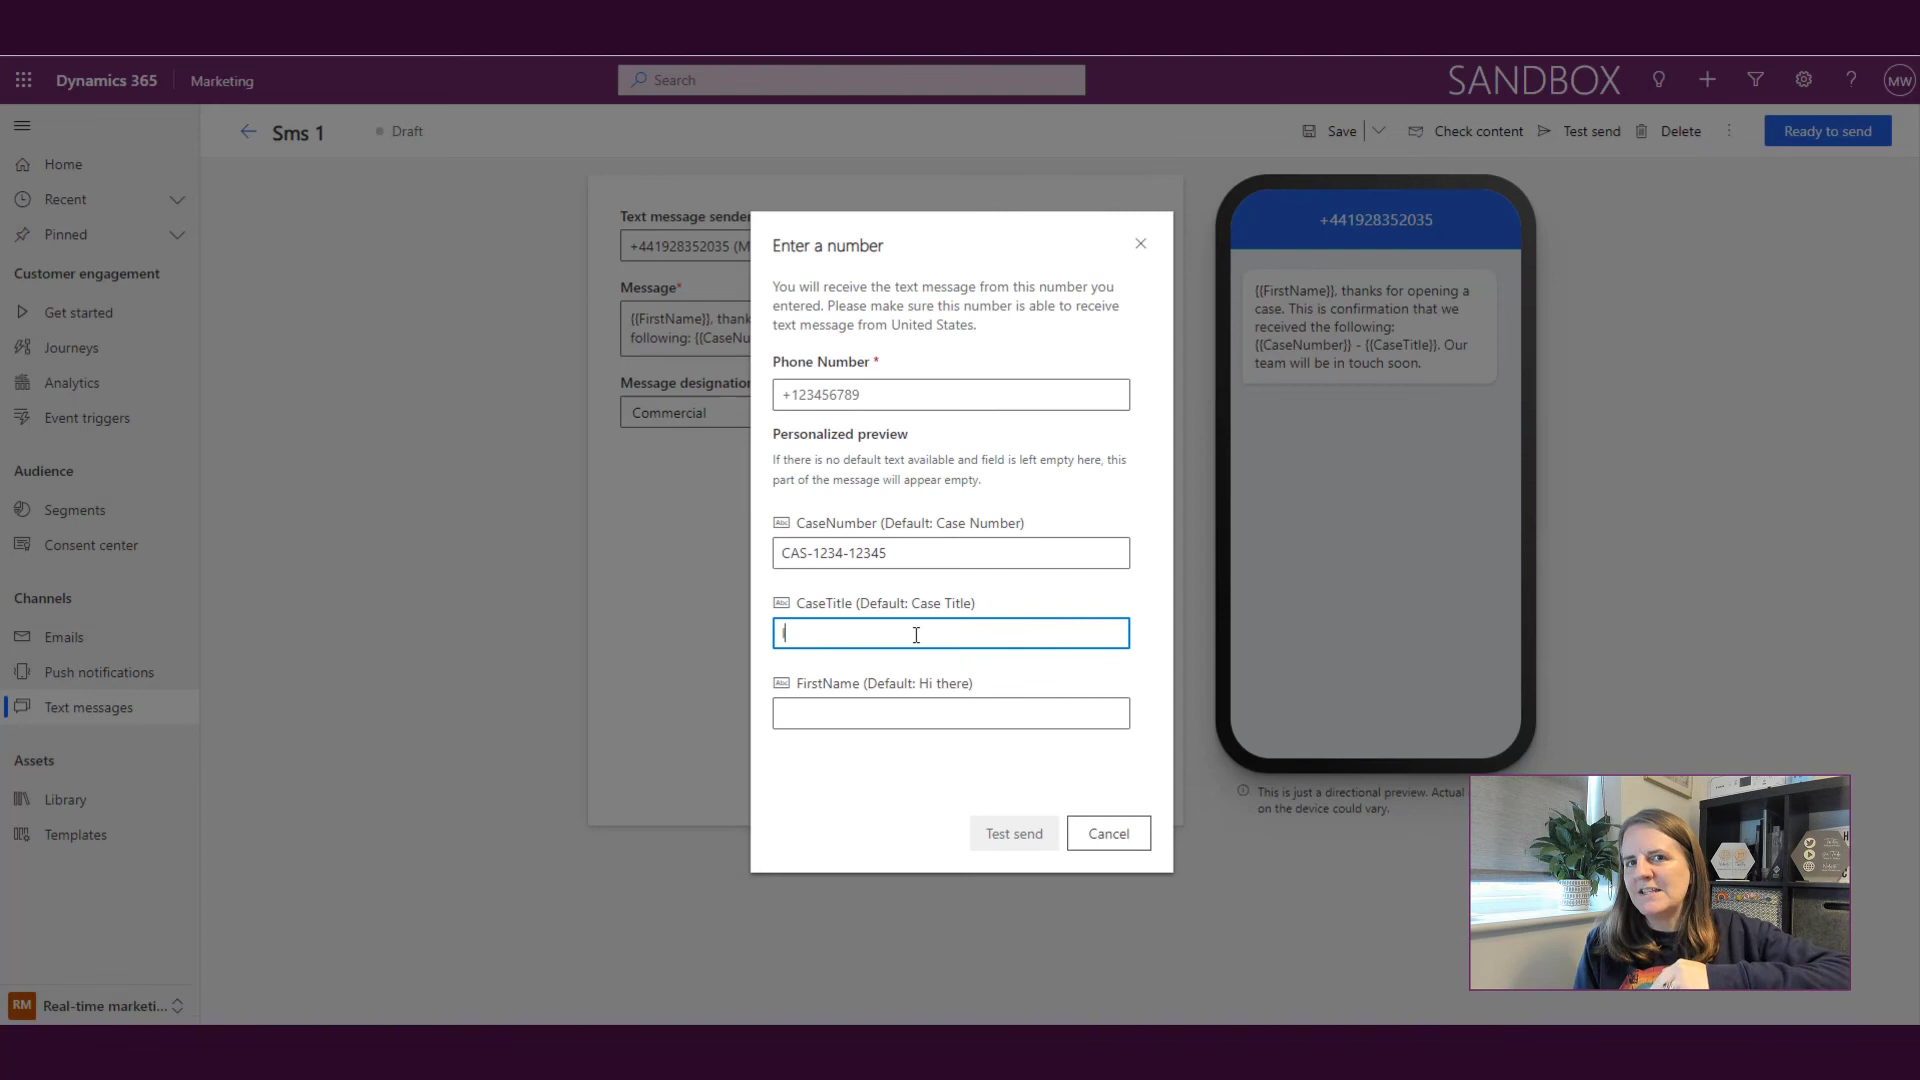 Dynamics 365
Marketing
Search
SANDBOX
MW
Sms 1
Draft
Save
Check content
Test send
Delete
Ready to send
Home
Recent
Pinned
Customer engagement
Get started
Journeys
Analytics
Event triggers
Audience
Segments
Consent center
Channels
Emails
Push notifications
Text messages
Assets
Library
Templates
RM
Real-time marketi...
Text message sender
+441928352035 (M
Message*
{{FirstName}}, thank
following: {{CaseNu
Message designation
Commercial
Enter a number
You will receive the text message from this number you
entered. Please make sure this number is able to receive
text message from United States.
Phone Number *
+123456789
Personalized preview
If there is no default text available and field is left empty here, this
part of the message will appear empty.
Abc CaseNumber (Default: Case Number)
CAS-1234-12345
Abc CaseTitle (Default: Case Title)
Abc FirstName (Default: Hi there)
Test send
Cancel
+441928352035
{{FirstName}}, thanks for opening a
case. This is confirmation that we
received the following:
{{CaseNumber}} - {{CaseTitle}}. Our
team will be in touch soon.
This is just a directional preview. Actual
on the device could vary.